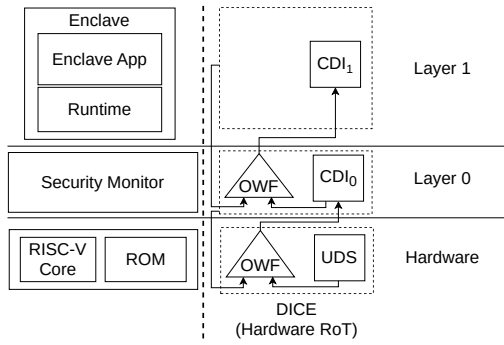 Enclave
Enclave App
Runtime
CDI1
Layer 1
Security Monitor
OWF
CDI0
Layer 0
RISC-V
Core
ROM
OWF
UDS
Hardware
DICE
(Hardware RoT)